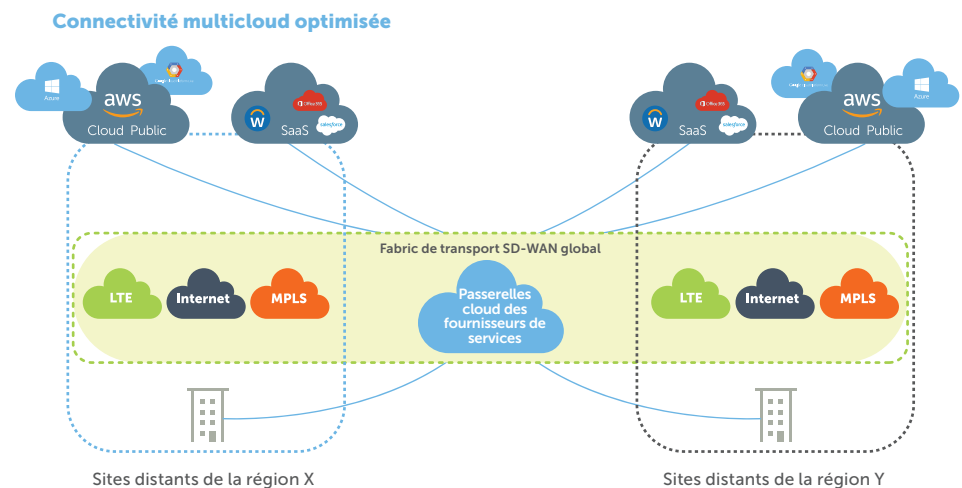 Connectivité multicloud optimisée
Azure
aws
Cloud Public
w
SaaS
Office 365
salesforce
w
SaaS
Office 365
salesforce
aws
Cloud Public
Azure
Fabric de transport SD-WAN global
LTE
Internet
MPLS
Passerelles
cloud des
fournisseurs de
services
LTE
Internet
MPLS
Sites distants de la région X
Sites distants de la région Y